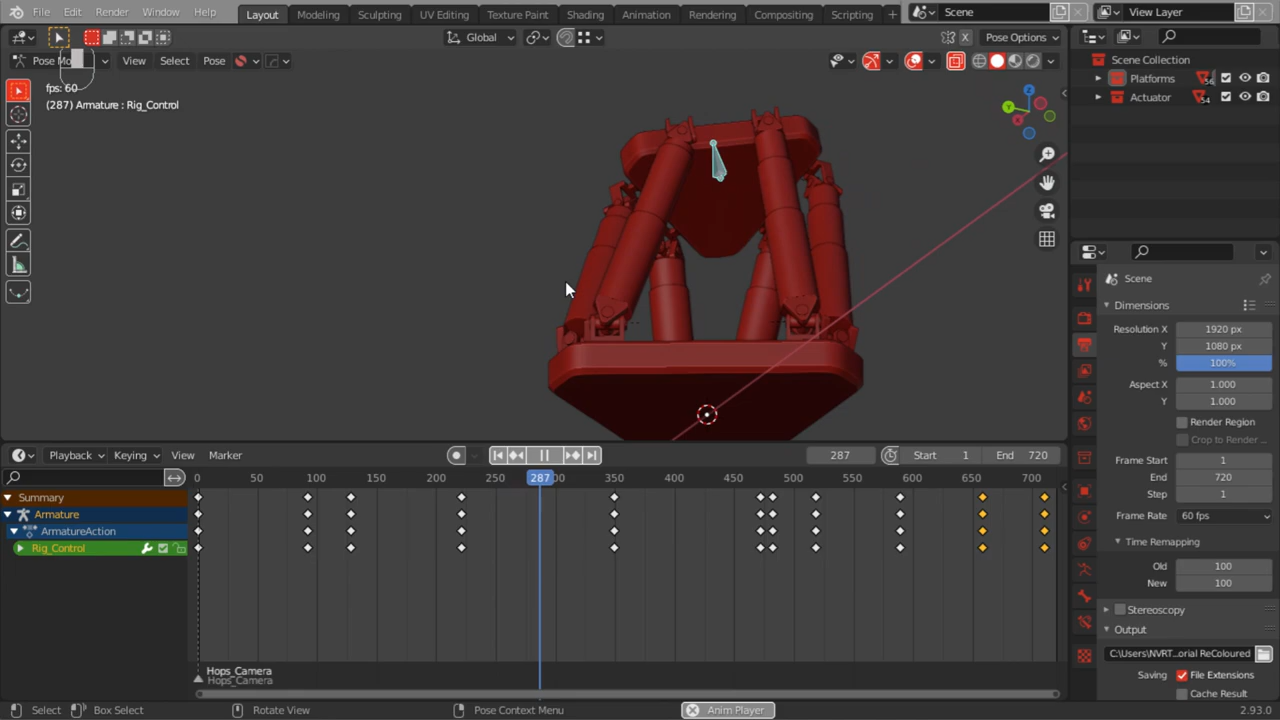 File Edit Render Window Help Layout Modeling Sculpting UV Editing Texture Paint Shading Animation Rendering Compositing Scripting + Scene View Layer
Global X Pose Options
Pose Mo View Select Pose
fps: 60
(287) Armature : Rig_Control
Scene Collection
Platforms 56
Actuator 54
Scene
Dimensions
Resolution X 1920 px
Y 1080 px
% 100%
Aspect X 1.000
Y 1.000
Render Region
Crop to Render ...
Frame Start 1
End 720
Step 1
Frame Rate 60 fps
Time Remapping
Old 100
New 100
Stereoscopy
Output
C:\Users\NVRT...orial ReColoured
Saving File Extensions
Cache Result
Playback Keying View Marker 287 Start 1 End 720
0 50 100 150 200 250 287 300 350 400 450 500 550 600 650 700
Summary
Armature
ArmatureAction
Rig_Control
Hops_Camera
Hops_Camera
Select Box Select Rotate View Pose Context Menu Anim Player 2.93.0